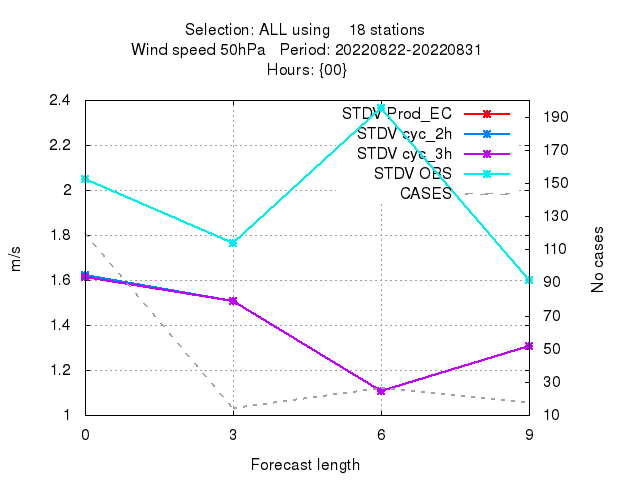 Selection: ALL using 18 stations
Wind speed 50hPa Period: 20220822-20220831
Hours: {00}
2.4
2.2
2
1.8
1.6
1.4
1.2
1
m/s
STDV Prod_EC
STDV cyc_2h
STDV cyc_3h
STDV OBS
CASES
190
170
150
130
110
90
70
50
30
10
No cases
0 3 6 9
Forecast length